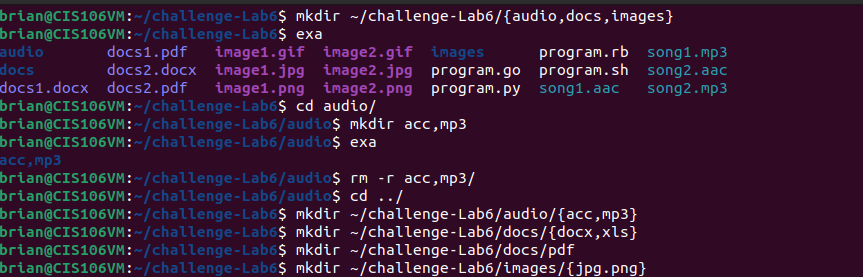 brian@CIS106VM:~/challenge-Lab6$ mkdir ~/challenge-Lab6/{audio,docs,images}
brian@CIS106VM:~/challenge-Lab6$ exa
audio docs1.pdf image1.gif image2.gif images program.rb song1.mp3
docs docs2.docx image1.jpg image2.jpg program.go program.sh song2.aac
docs1.docx docs2.pdf image1.png image2.png program.py song1.aac song2.mp3
brian@CIS106VM:~/challenge-Lab6$ cd audio/
brian@CIS106VM:~/challenge-Lab6/audio$ mkdir acc,mp3
brian@CIS106VM:~/challenge-Lab6/audio$ exa
acc,mp3
brian@CIS106VM:~/challenge-Lab6/audio$ rm -r acc,mp3/
brian@CIS106VM:~/challenge-Lab6/audio$ cd ../
brian@CIS106VM:~/challenge-Lab6$ mkdir ~/challenge-Lab6/audio/{acc,mp3}
brian@CIS106VM:~/challenge-Lab6$ mkdir ~/challenge-Lab6/docs/{docx,xls}
brian@CIS106VM:~/challenge-Lab6$ mkdir ~/challenge-Lab6/docs/pdf
brian@CIS106VM:~/challenge-Lab6$ mkdir ~/challenge-Lab6/images/{jpg.png}